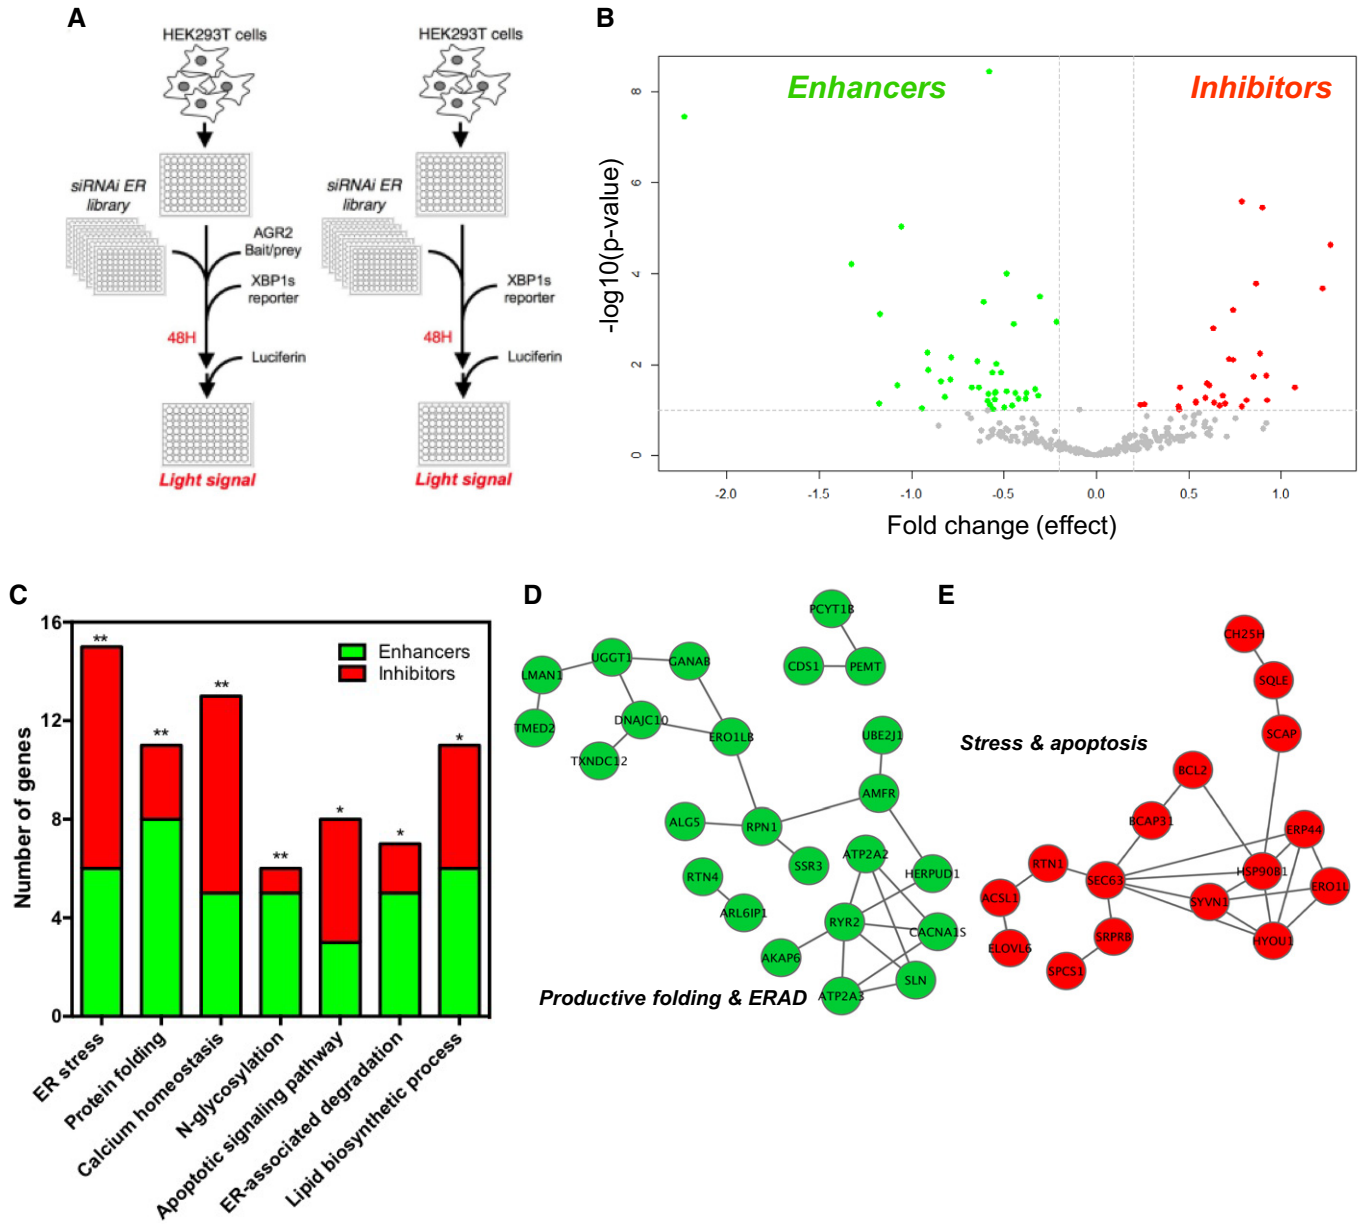 A
HEK293T cells
HEK293T cells
siRNAi ER
library
AGR2
Bait/prey
XBP1s
reporter
48H
Luciferin
Light signal
siRNAi ER
library
XBP1s
reporter
48H
Luciferin
Light signal
B
Enhancers
Inhibitors
-log10(p-value)
8
6
4
2
0
-2.0
-1.5
-1.0
-0.5
0.0
0.5
1.0
Fold change (effect)
C
Number of genes
16
12
8
4
0
**
**
**
**
*
*
*
Enhancers
Inhibitors
ER stress
Protein folding
Calcium homeostasis
N-glycosylation
Apoptotic signaling pathway
ER-associated degradation
Lipid biosynthetic process
D
PCYT1B
CDS1
PEMT
UGGT1
GANAB
LMAN1
TMED2
DNAJC10
ERO1LB
TXNDC12
UBE2J1
AMFR
ALG5
RPN1
SSR3
ATP2A2
HERPUD1
RTN4
ARL6IP1
RYR2
CACNA1S
AKAP6
SLN
ATP2A3
Productive folding & ERAD
E
CH25H
SQLE
SCAP
Stress & apoptosis
BCL2
BCAP31
ERP44
RTN1
SEC63
HSP90B1
ERO1L
ACSL1
SYVN1
ELOVL6
SRPRB
HYOU1
SPCS1